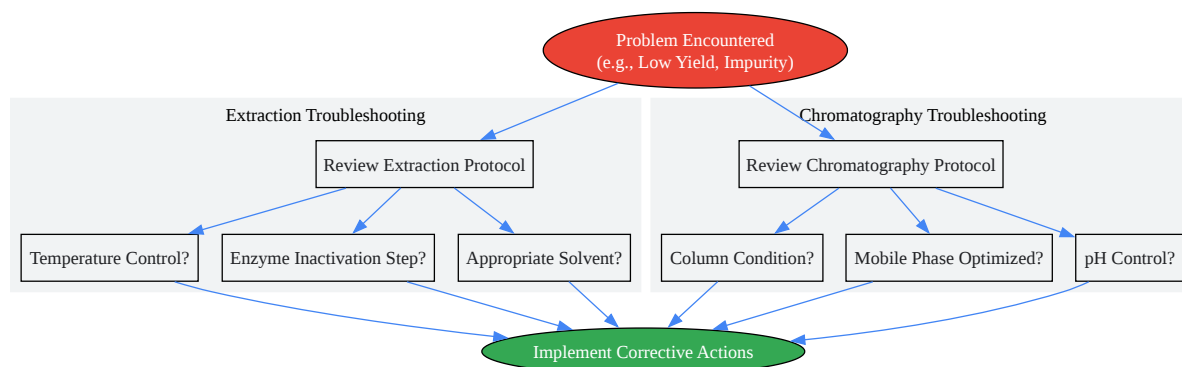 Problem Encountered
(e.g., Low Yield, Impurity)
Extraction Troubleshooting
Chromatography Troubleshooting
Review Extraction Protocol
Review Chromatography Protocol
Temperature Control?
Enzyme Inactivation Step?
Appropriate Solvent?
Column Condition?
Mobile Phase Optimized?
pH Control?
Implement Corrective Actions